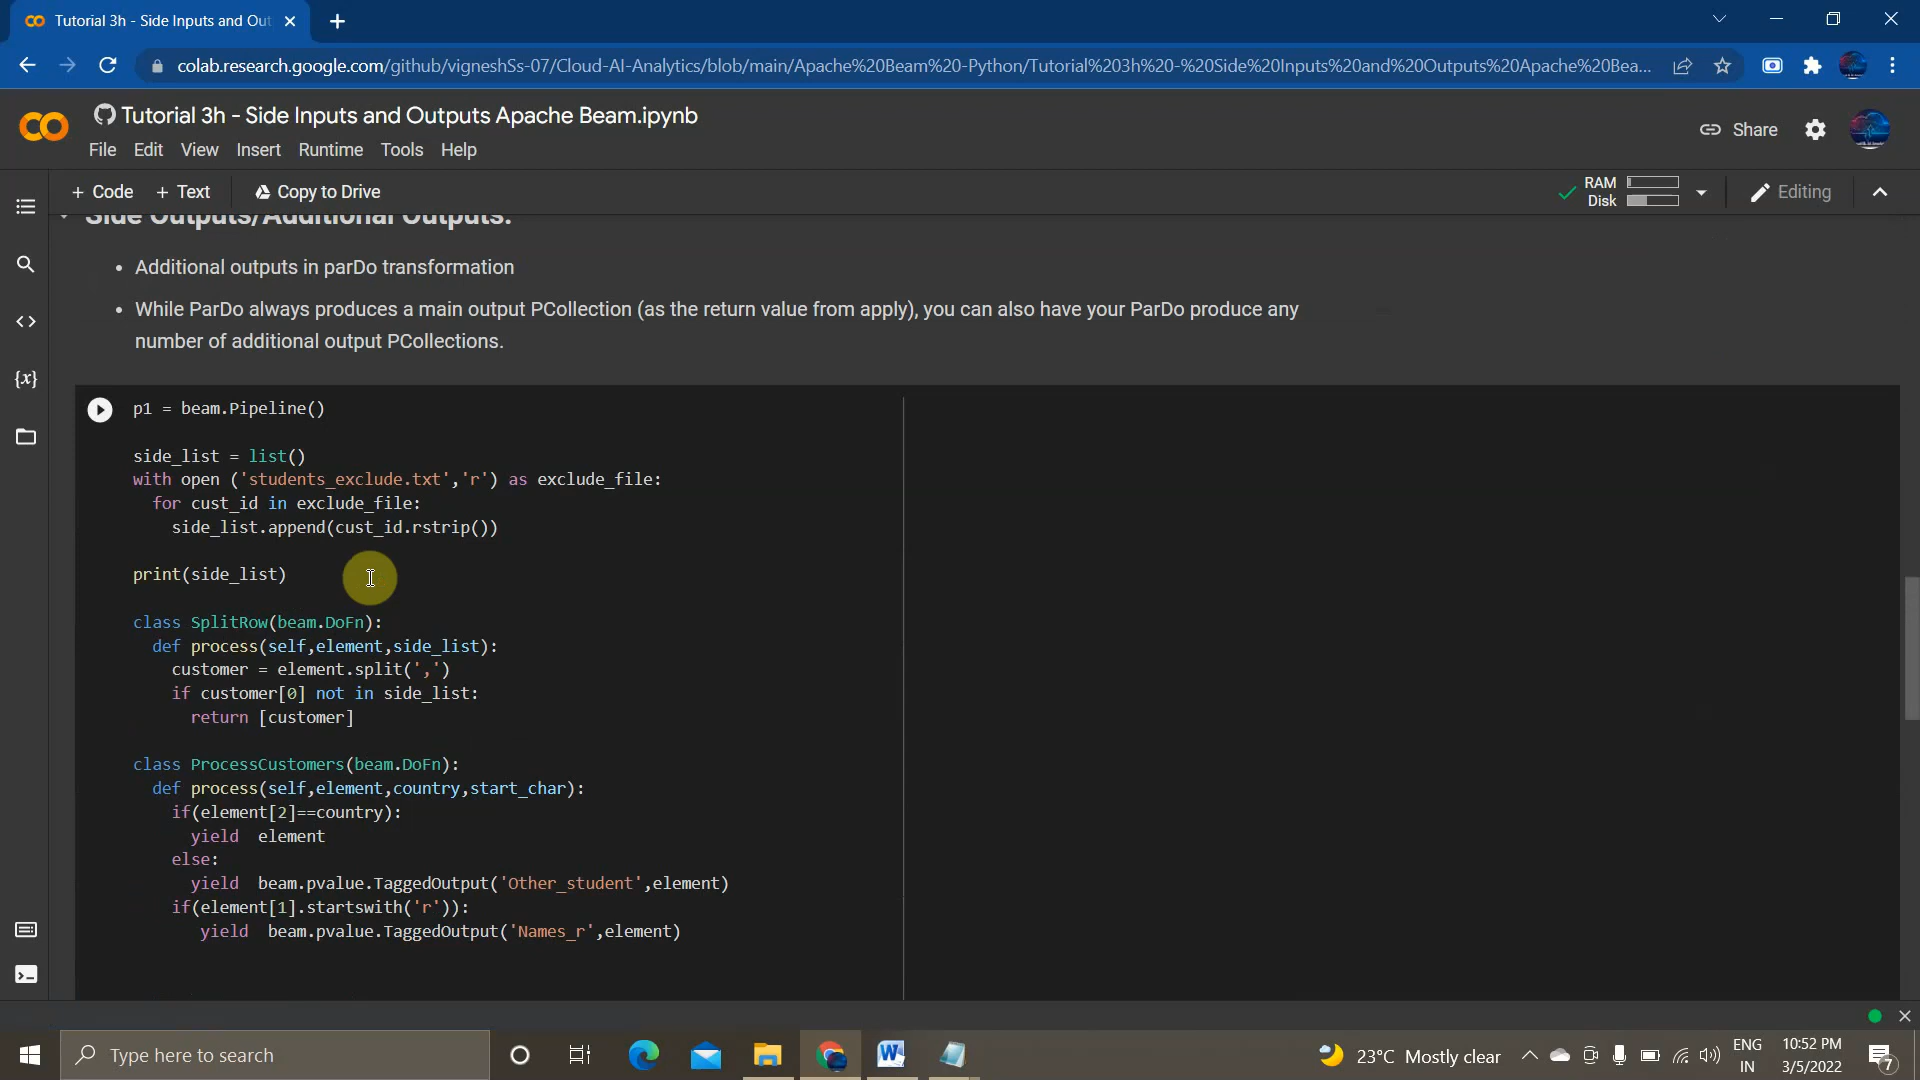 Tutorial 3h - Side Inputs and Out
colab.research.google.com/github/vigneshSs-07/Cloud-AI-Analytics/blob/main/Apache%20Beam%20-Python/Tutorial%203h%20-%20Side%20Inputs%20and%20Outputs%20Apache%20Bea...
Tutorial 3h - Side Inputs and Outputs Apache Beam.ipynb
Share
File Edit View Insert Runtime Tools Help
+ Code + Text Copy to Drive
RAM
Disk
Editing
Side Outputs/Additional Outputs:
• Additional outputs in parDo transformation
• While ParDo always produces a main output PCollection (as the return value from apply), you can also have your ParDo produce any
number of additional output PCollections.
p1 = beam.Pipeline()
side_list = list()
with open ('students_exclude.txt','r') as exclude_file:
for cust_id in exclude_file:
side_list.append(cust_id.rstrip())
print(side_list)
class SplitRow(beam.DoFn):
def process(self,element,side_list):
customer = element.split(',')
if customer[0] not in side_list:
return [customer]
class ProcessCustomers(beam.DoFn):
def process(self,element,country,start_char):
if(element[2]==country):
yield element
else:
yield beam.pvalue.TaggedOutput('Other_student',element)
if(element[1].startswith('r')):
yield beam.pvalue.TaggedOutput('Names_r',element)
Type here to search
23°C Mostly clear
ENG
IN
10:52 PM
3/5/2022
7